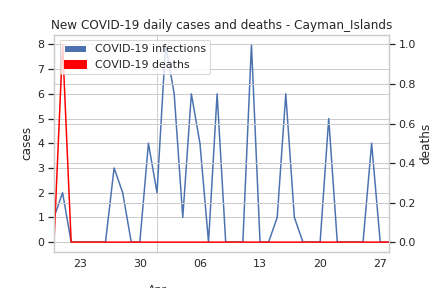 New COVID-19 daily cases and deaths - Cayman_Islands
COVID-19 infections
COVID-19 deaths
8
7
6
5
4
3
2
1
0
cases
1.0
0.8
0.6
0.4
0.2
0.0
deaths
23 30 06 13 20 27